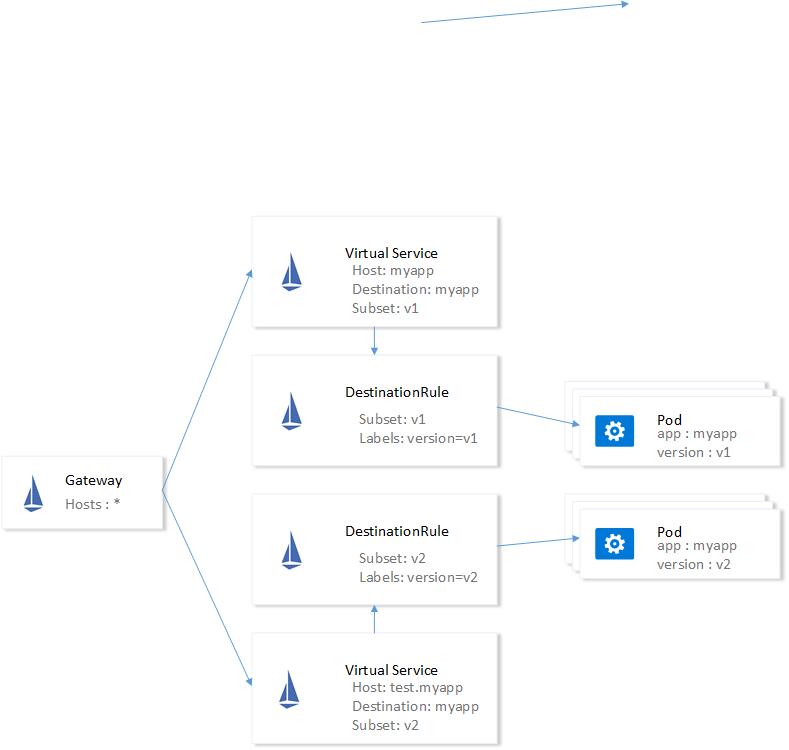 Virtual Service
Host: myapp
Destination: myapp
Subset: v1
DestinationRule
Subset: v1
Labels: version=v1
Pod
app : myapp
version : v1
Gateway
Hosts : *
DestinationRule
Subset: v2
Labels: version=v2
Pod
app : myapp
version : v2
Virtual Service
Host: test.myapp
Destination: myapp
Subset: v2